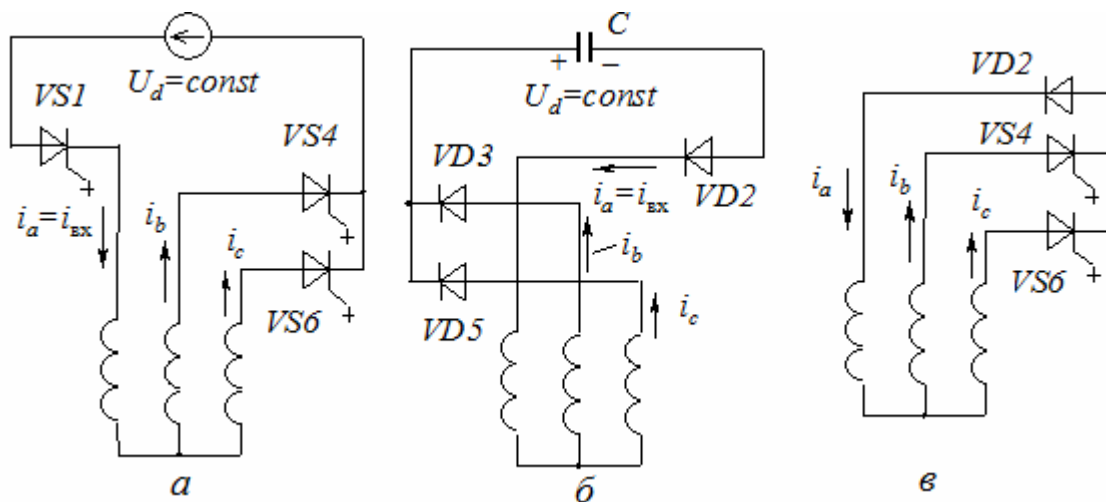 U_d=const
VS1
VS4
i_a=i_вх
i_b
i_c
VS6
+
+
+
а
C
+ −
U_d=const
VD3
VD2
i_a=i_вх
i_b
VD5
i_c
б
VD2
VS4
i_a
i_b
i_c
+
VS6
+
в